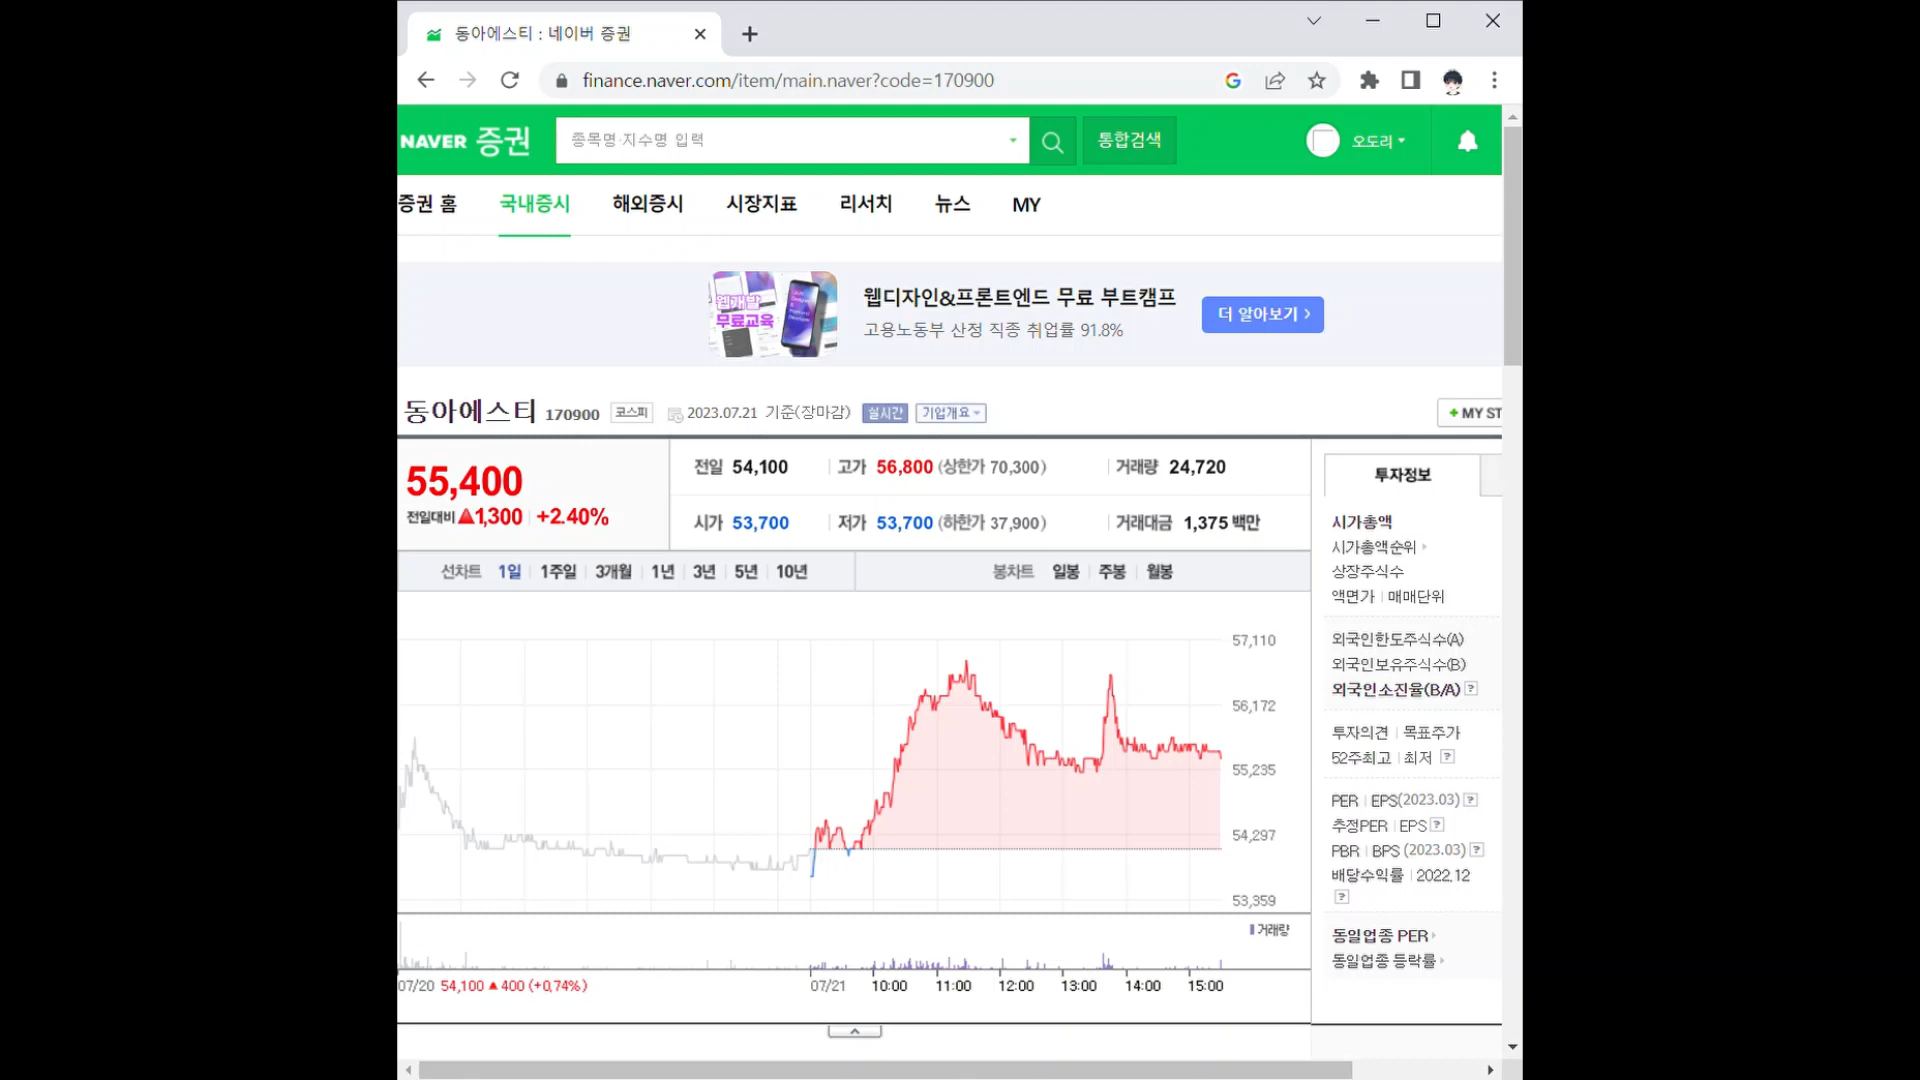 동아에스티 : 네이버 증권
finance.naver.com/item/main.naver?code=170900
NAVER 증권
종목명·지수명 입력
통합검색
오도리
증권 홈 국내증시 해외증시 시장지표 리서치 뉴스 MY
웹개발
무료교육
웹디자인&프론트엔드 무료 부트캠프
고용노동부 산정 직종 취업률 91.8%
더 알아보기 >
동아에스티 170900 코스피 2023.07.21 기준(장마감) 실시간 기업개요
+ MY ST
55,400
전일대비 ▲1,300 +2.40%
전일 54,100 고가 56,800 (상한가 70,300) 거래량 24,720
시가 53,700 저가 53,700 (하한가 37,900) 거래대금 1,375 백만
선차트 1일 1주일 3개월 1년 3년 5년 10년
봉차트 일봉 주봉 월봉
57,110
56,172
55,235
54,297
53,359
거래량
07/20 54,100 ▲400 (+0.74%)
07/21 10:00 11:00 12:00 13:00 14:00 15:00
투자정보
시가총액
시가총액순위
상장주식수
액면가 매매단위
외국인한도주식수(A)
외국인보유주식수(B)
외국인소진율(B/A) ?
투자의견 목표주가
52주최고 최저 ?
PER EPS(2023.03) ?
추정PER EPS ?
PBR BPS (2023.03) ?
배당수익률 2022.12
?
동일업종 PER
동일업종 등락률